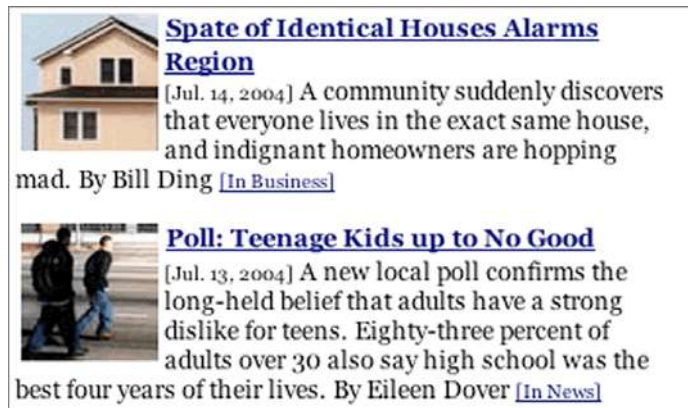 Spate of Identical Houses Alarms
Region
[Jul. 14, 2004] A community suddenly discovers
that everyone lives in the exact same house,
and indignant homeowners are hopping
mad. By Bill Ding [In Business]
Poll: Teenage Kids up to No Good
[Jul. 13, 2004] A new local poll confirms the
long-held belief that adults have a strong
dislike for teens. Eighty-three percent of
adults over 30 also say high school was the
best four years of their lives. By Eileen Dover [In News]